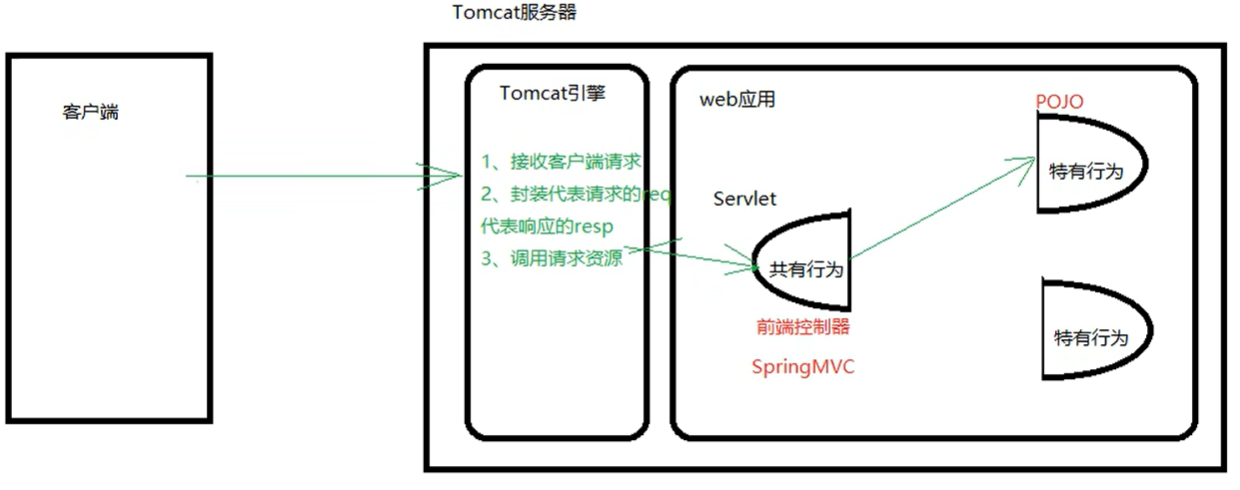 Tomcat服务器
客户端
Tomcat引擎
1、接收客户端请求
2、封装代表请求的req
代表响应的resp
3、调用请求资源
web应用
Servlet
共有行为
前端控制器
SpringMVC
POJO
特有行为
特有行为